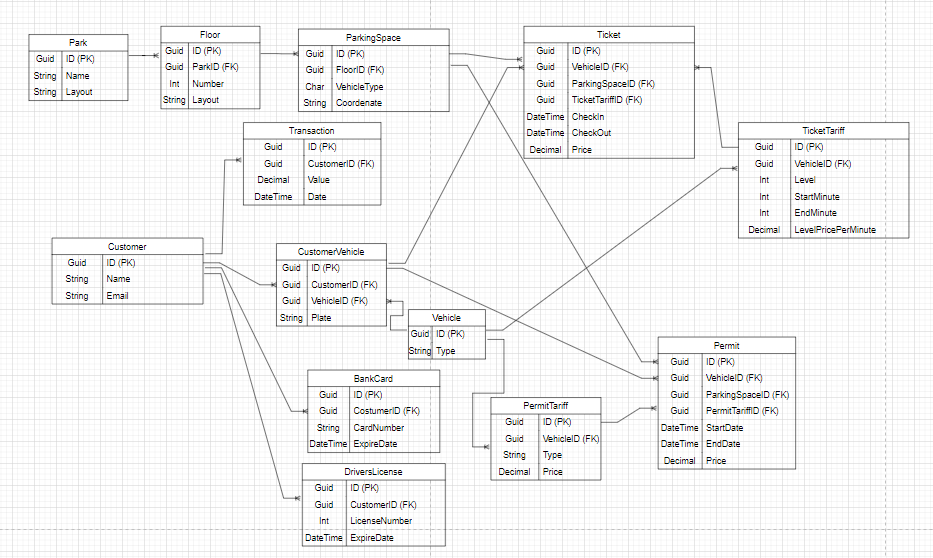 Park
Guid ID (PK)
String Name
String Layout
Floor
Guid ID (PK)
Guid ParkID (FK)
Int Number
String Layout
ParkingSpace
Guid ID (PK)
Guid FloorID (FK)
Char VehicleType
String Coordenate
Ticket
Guid ID (PK)
Guid VehicleID (FK)
Guid ParkingSpaceID (FK)
Guid TicketTariffID (FK)
DateTime CheckIn
DateTime CheckOut
Decimal Price
Transaction
Guid ID (PK)
Guid CustomerID (FK)
Decimal Value
DateTime Date
TicketTariff
Guid ID (PK)
Guid VehicleID (FK)
Int Level
Int StartMinute
Int EndMinute
Decimal LevelPricePerMinute
Customer
Guid ID (PK)
String Name
String Email
CustomerVehicle
Guid ID (PK)
Guid CustomerID (FK)
Guid VehicleID (FK)
String Plate
Vehicle
Guid ID (PK)
String Type
Permit
Guid ID (PK)
Guid VehicleID (FK)
Guid ParkingSpaceID (FK)
Guid PermitTariffID (FK)
DateTime StartDate
DateTime EndDate
Decimal Price
BankCard
Guid ID (PK)
Guid CostumerID (FK)
String CardNumber
DateTime ExpireDate
PermitTariff
Guid ID (PK)
Guid VehicleID (FK)
String Type
Decimal Price
DriversLicense
Guid ID (PK)
Guid CustomerID (FK)
Int LicenseNumber
DateTime ExpireDate